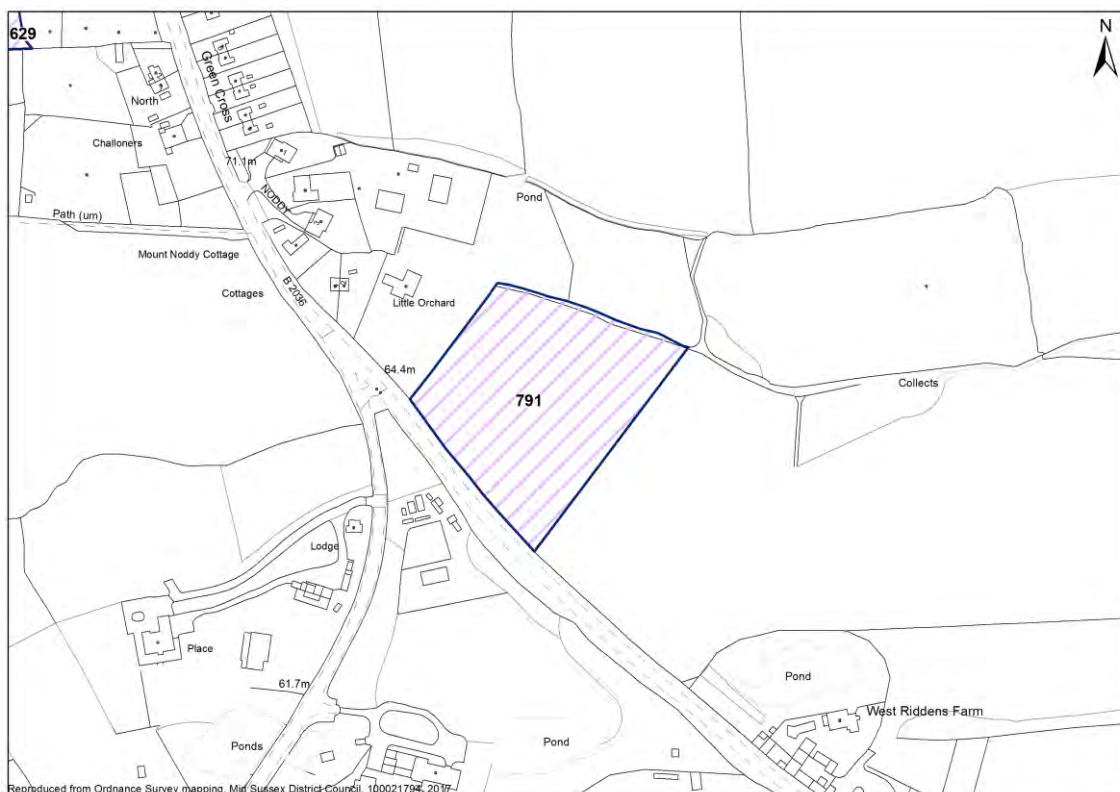 629
N
North
Green Cross
Challoners
71.1m
NODDY
Path (um)
Pond
Mount Noddy Cottage
Cottages
B 2036
Little Orchard
64.4m
791
Collects
Lodge
Place
61.7m
Ponds
Pond
Pond
West Riddens Farm
Reproduced from Ordnance Survey mapping. Mid Sussex District Council. 100021794. 2017